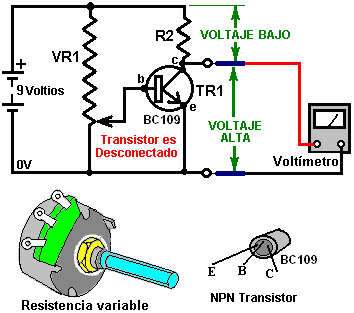 R2
VOLTAJE BAJO
+
VR1
c
b
9 Voltios
TR1
e
BC109
Transistor es
Desconectado
VOLTAJE
ALTA
0V
Voltímetro
E
B
C
BC109
Resistencia variable
NPN Transistor